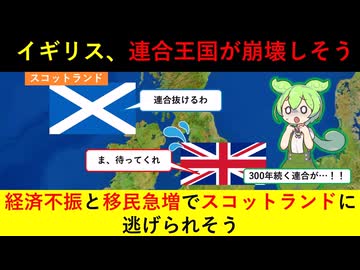 イギリス、連合王国が崩壊しそう
スコットランド
連合抜けるわ
ま、待ってくれ
300年続く連合が…！！
経済不振と移民急増でスコットランドに
逃げられそう